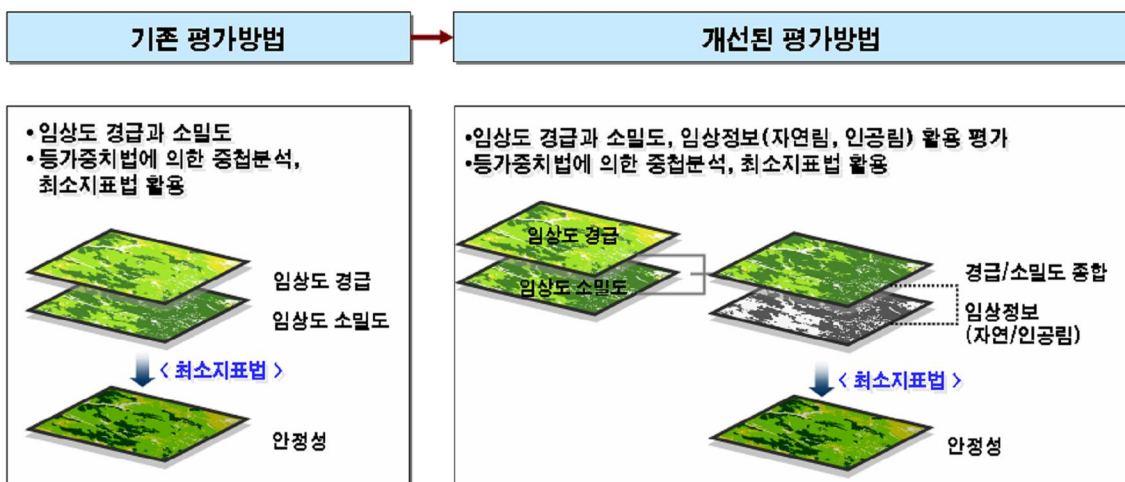 기존 평가방법
개선된 평가방법
•임상도 경급과 소밀도
•등가중치법에 의한 중첩분석,
최소지표법 활용
임상도 경급
임상도 소밀도
< 최소지표법 >
안정성
•임상도 경급과 소밀도, 임상정보(자연림, 인공림) 활용 평가
•등가중치법에 의한 중첩분석, 최소지표법 활용
임상도 경급
임상도 소밀도
경급/소밀도 종합
임상정보
(자연/인공림)
< 최소지표법 >
안정성